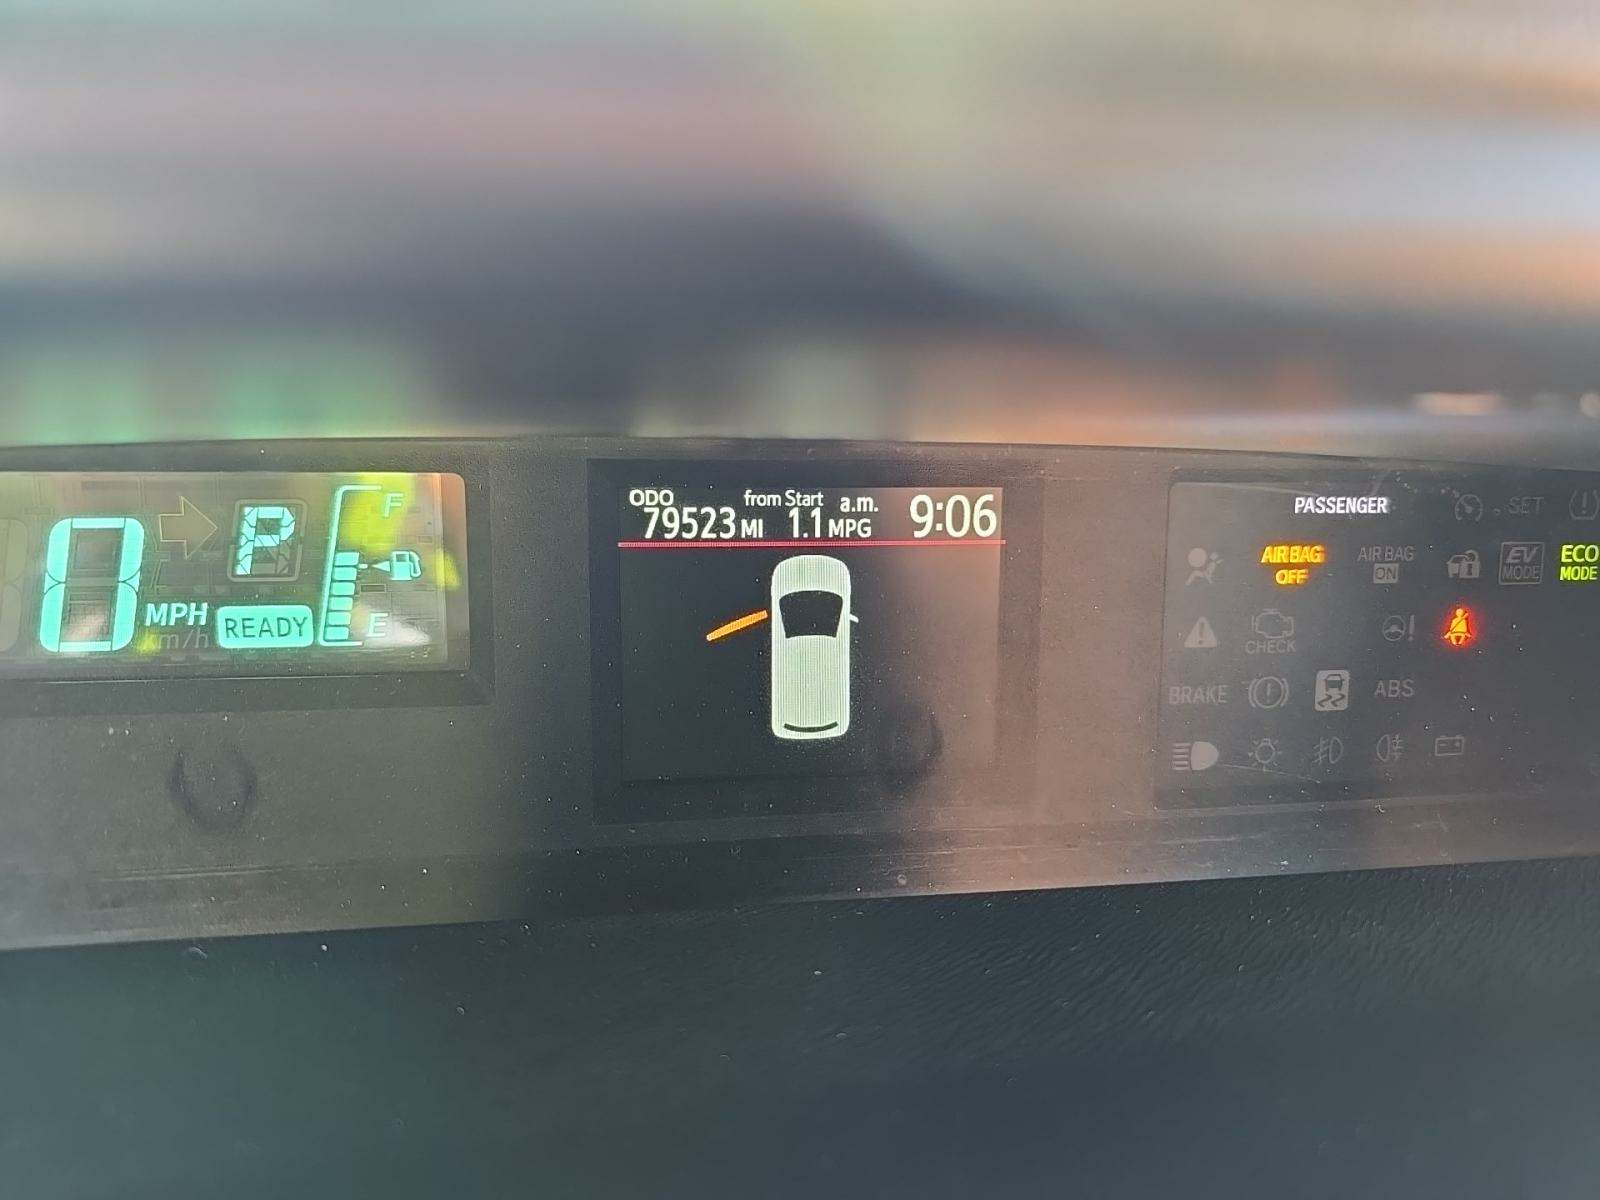 0 MPH
km/h
P
READY
F
E
ODO from Start a.m. 9:06
79523 MI 1.1 MPG
PASSENGER
SET
AIR BAG
OFF
AIR BAG
ON
EV
MODE
ECO
MODE
CHECK
BRAKE
ABS